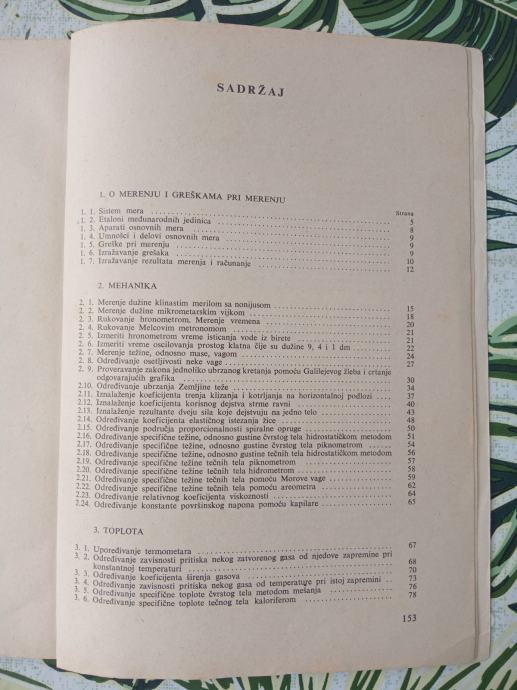 SADRŽAJ
1. O MERENJU I GREŠKAMA PRI MERENJU
Strana
1. 1. Sistem mera 5
1. 2. Etaloni međunarodnih jedinica 8
1. 3. Aparati osnovnih mera 9
1. 4. Umnošci i delovi osnovnih mera 9
1. 5. Greške pri merenju 9
1. 6. Izražavanje grešaka 10
1. 7. Izražavanje rezultata merenja i računanje 12
2. MEHANIKA
2. 1. Merenje dužine klinastim merilom sa nonijusom 15
2. 2. Merenje dužine mikrometarskim vijkom 18
2. 3. Rukovanje hronometrom. Merenje vremena 20
2. 4. Rukovanje Melcovim metronomom 21
2. 5. Izmeriti hronometrom vreme isticanja vode iz birete 21
2. 6. Izmeriti vreme oscilovanja prostog klatna čije su dužine 9, 4 i 1 dm 22
2. 7. Merenje težine, odnosno mase, vagom 24
2. 8. Određivanje osetljivosti neke vage 27
2. 9. Proveravanje zakona jednoliko ubrzanog kretanja pomoću Galilejevog žleba i crtanje
odgovarajućih grafika 30
2.10. Određivanje ubrzanja Zemljine teže 34
2.11. Iznalaženje koeficijenta trenja klizanja i kotrljanja na horizontalnoj podlozi 37
2.12. Iznalaženje koeficijenta korisnog dejstva strme ravni 40
2.13. Iznalaženje rezultante dveju sila koje dejstvuju na jedno telo 43
2.14. Određivanje koeficijenta elastičnog istezanja žice 48
2.15. Određivanje područja proporcionalnosti spiralne opruge 50
2.16. Određivanje specifične težine, odnosno gustine čvrstog tela hidrostatičkom metodom 51
2.17. Određivanje specifične težine, odnosno gustine čvrstog tela piknometrom 54
2.18. Određivanje specifične težine, odnosno gustine tečnih tela hidrostatičkom metodom 56
2.19. Određivanje specifične težine tečnih tela piknometrom 57
2.20. Određivanje specifične težine tečnih tela hidrometrom 58
2.21. Određivanje specifične težine tečnih tela pomoću Morove vage 59
2.22. Određivanje specifične težine tečnih tela pomoću areometra 62
2.23. Određivanje relativnog koeficijenta viskoznosti 64
2.24. Određivanje konstante površinskog napona pomoću kapilare 65
3. TOPLOTA
3. 1. Upoređivanje termometara 67
3. 2. Određivanje zavisnosti pritiska nekog zatvorenog gasa od njedove zapremine pri
konstantnoj temperaturi 68
3. 3. Određivanje koeficijenta širenja gasova 70
3. 4. Određivanje zavisnosti pritiska nekog gasa od temperature pri istoj zapremini 73
3. 5. Određivanje specifične toplote čvrstog tela metodom mešanja 76
3. 6. Određivanje specifične toplote tečnog tela kaloriferom 78
153